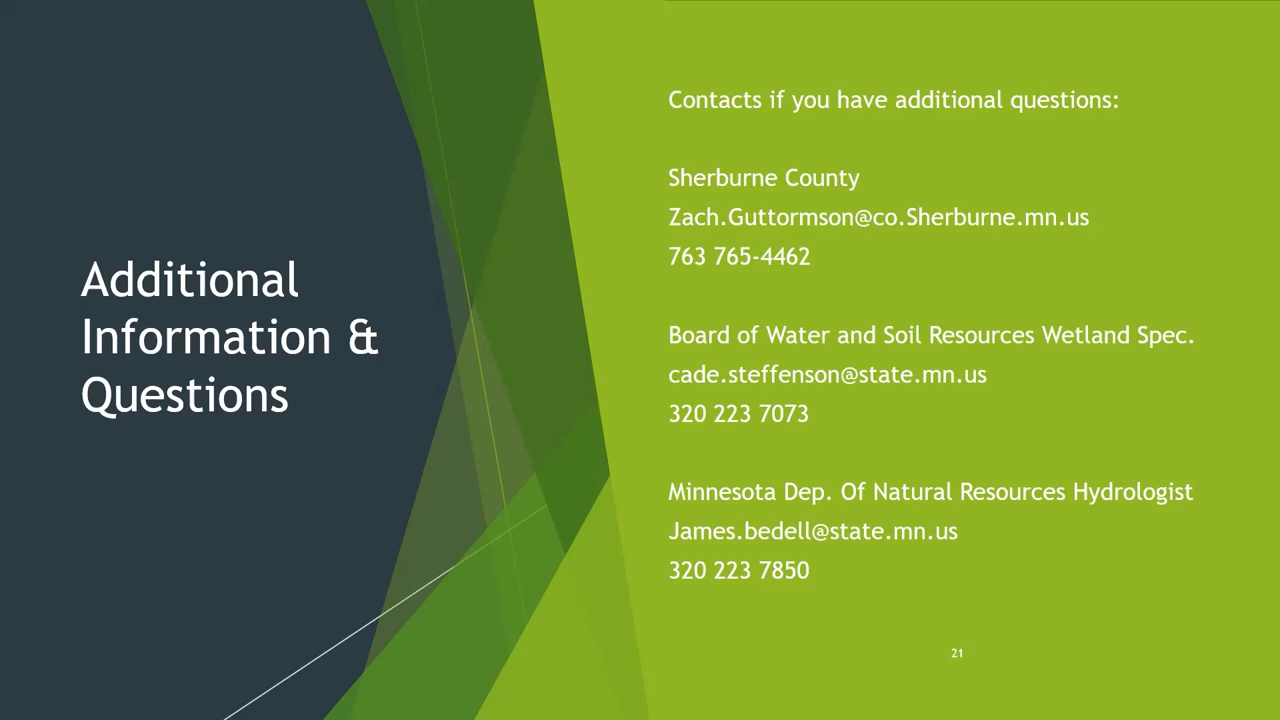 Additional
Information &
Questions
Contacts if you have additional questions:
Sherburne County
Zach.Guttormson@co.Sherburne.mn.us
763 765-4462
Board of Water and Soil Resources Wetland Spec.
cade.steffenson@state.mn.us
320 223 7073
Minnesota Dep. Of Natural Resources Hydrologist
James.bedell@state.mn.us
320 223 7850
21